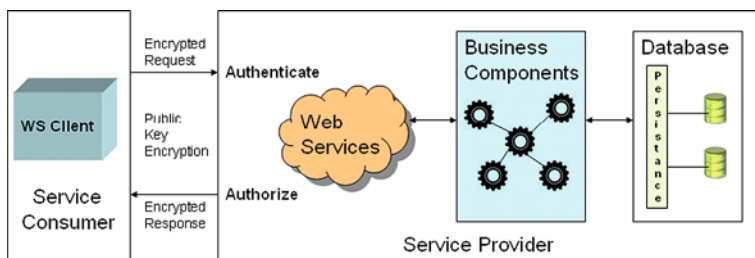 WS Client
Service
Consumer
Encrypted
Request
Public
Key
Encryption
Encrypted
Response
Authenticate
Authorize
Web
Services
Business
Components
Database
Persistance
Service Provider